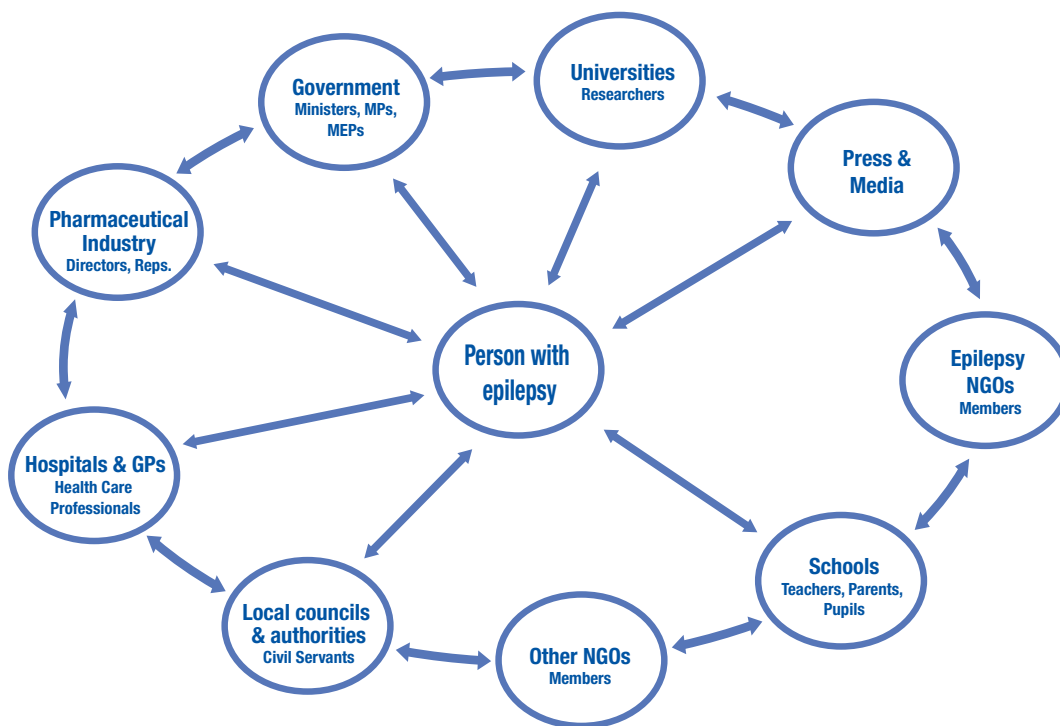 Government
Ministers, MPs,
MEPs
Universities
Researchers
Press &
Media
Pharmaceutical
Industry
Directors, Reps.
Person with
epilepsy
Epilepsy
NGOs
Members
Hospitals & GPs
Health Care
Professionals
Schools
Teachers, Parents,
Pupils
Local councils
& authorities
Civil Servants
Other NGOs
Members